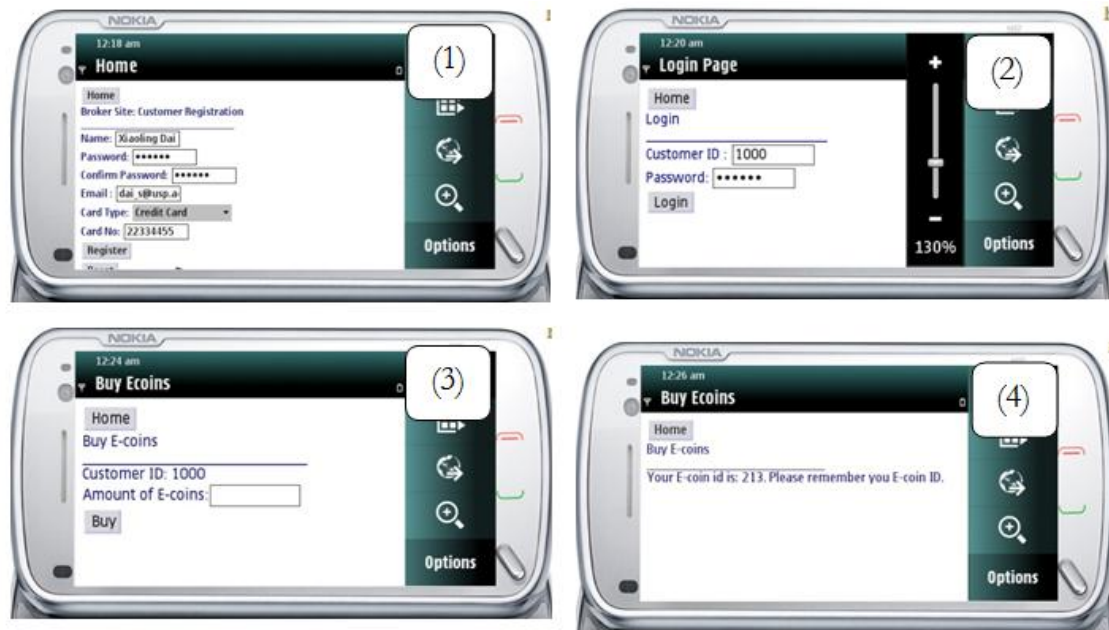 NOKIA
12:18 am
Home
(1)
Home
Broker Site: Customer Registration
Name: Xiaoling Dai
Password: ••••••
Confirm Password: ••••••
Email : dai_s@usp.a
Card Type: Credit Card
Card No: 22334455
Register
Options
12:20 am
Login Page
(2)
Home
Login
Customer ID : 1000
Password: ••••••
Login
+
−
130%
Options
NOKIA
12:24 am
Buy Ecoins
(3)
Home
Buy E-coins
Customer ID: 1000
Amount of E-coins:
Buy
Options
NOKIA
12:26 am
Buy Ecoins
(4)
Home
Buy E-coins
Your E-coin id is: 213. Please remember you E-coin ID.
Options